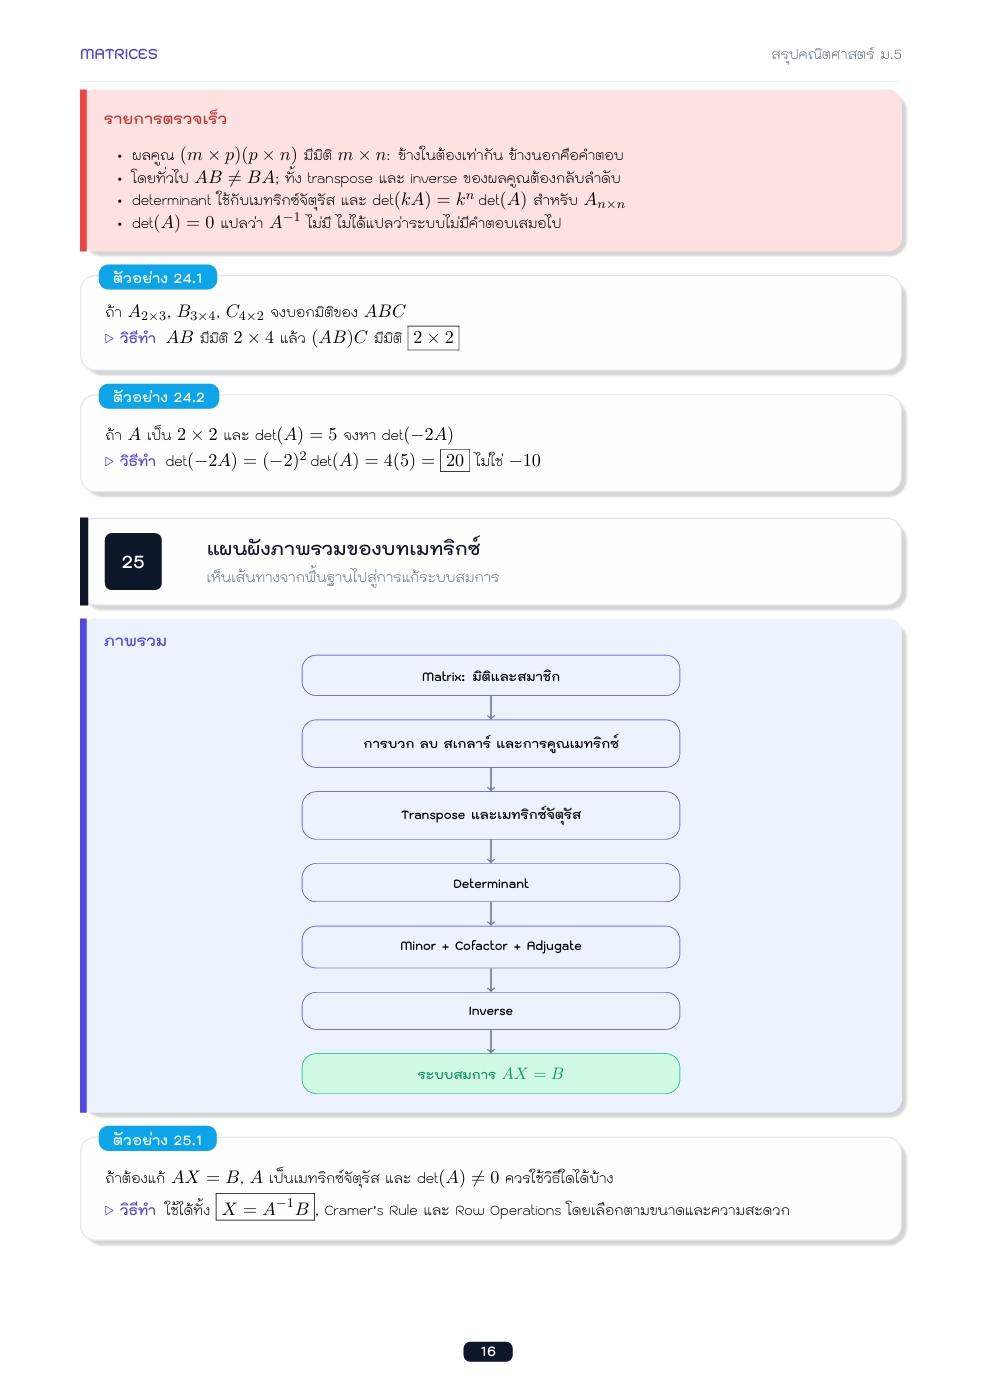 MATRICES
สรุปคณิตศาสตร์ ม.5
รายการตรวจเร็ว
• ผลคูณ (m × p)(p × n) มีมิติ m × n: ข้างในต้องเท่ากัน ข้างนอกคือคำตอบ
• โดยทั่วไป AB ≠ BA; ทั้ง transpose และ inverse ของผลคูณต้องกลับลำดับ
• determinant ใช้กับเมทริกซ์จัตุรัส และ det(kA) = kⁿ det(A) สำหรับ Aₙ×ₙ
• det(A) = 0 แปลว่า A⁻¹ ไม่มี ไม่ได้แปลว่าระบบไม่มีคำตอบเสมอไป
ตัวอย่าง 24.1
ถ้า A₂×₃, B₃×₄, C₄×₂ จงบอกมิติของ ABC
▷ วิธีทำ AB มีมิติ 2 × 4 แล้ว (AB)C มีมิติ 2 × 2
ตัวอย่าง 24.2
ถ้า A เป็น 2 × 2 และ det(A) = 5 จงหา det(−2A)
▷ วิธีทำ det(−2A) = (−2)² det(A) = 4(5) = 20 ไม่ใช่ −10
25
แผนผังภาพรวมของบทเมทริกซ์
เห็นเส้นทางจากพื้นฐานไปสู่การแก้ระบบสมการ
ภาพรวม
Matrix: มิติและสมาชิก
การบวก ลบ สเกลาร์ และการคูณเมทริกซ์
Transpose และเมทริกซ์จัตุรัส
Determinant
Minor + Cofactor + Adjugate
Inverse
ระบบสมการ AX = B
ตัวอย่าง 25.1
ถ้าต้องแก้ AX = B, A เป็นเมทริกซ์จัตุรัส และ det(A) ≠ 0 ควรใช้วิธีใดได้บ้าง
▷ วิธีทำ ใช้ได้ทั้ง X = A⁻¹B, Cramer's Rule และ Row Operations โดยเลือกตามขนาดและความสะดวก
16